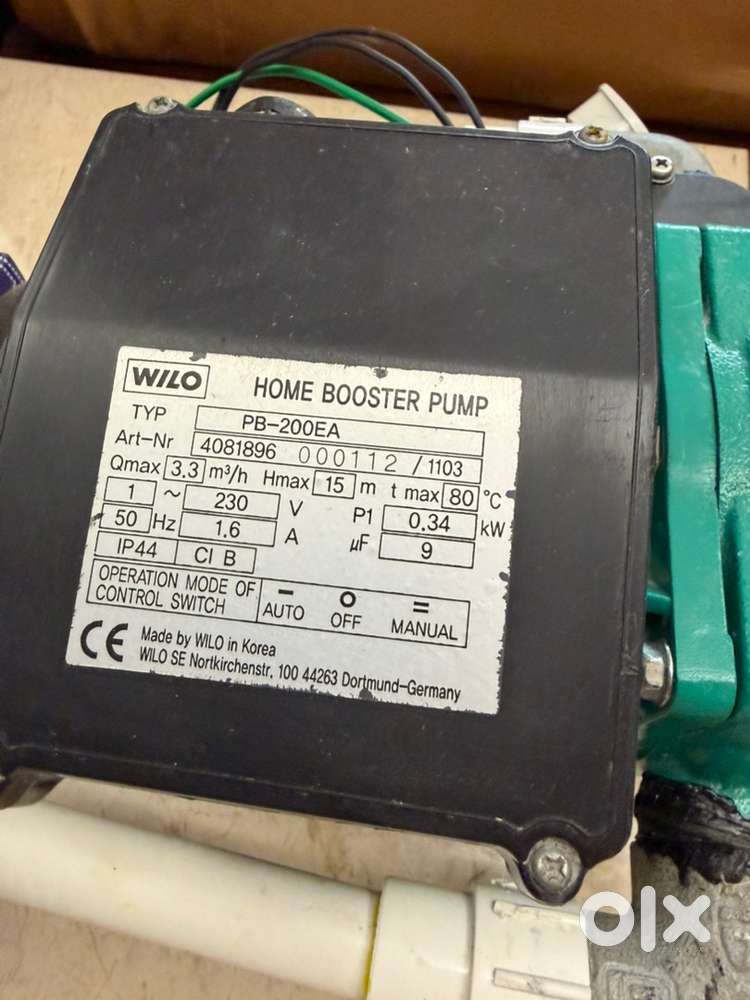 WILO HOME BOOSTER PUMP
TYP PB-200EA
Art-Nr 4081896 000112 / 1103
Qmax 3.3 m³/h Hmax 15 m t max 80 °C
1 ~ 230 V P1 0.34 kW
50 Hz 1.6 A µF 9
IP44 Cl B
OPERATION MODE OF
CONTROL SWITCH
– AUTO O OFF = MANUAL
CE Made by WILO in Korea
WILO SE Nortkirchenstr, 100 44263 Dortmund-Germany
olx